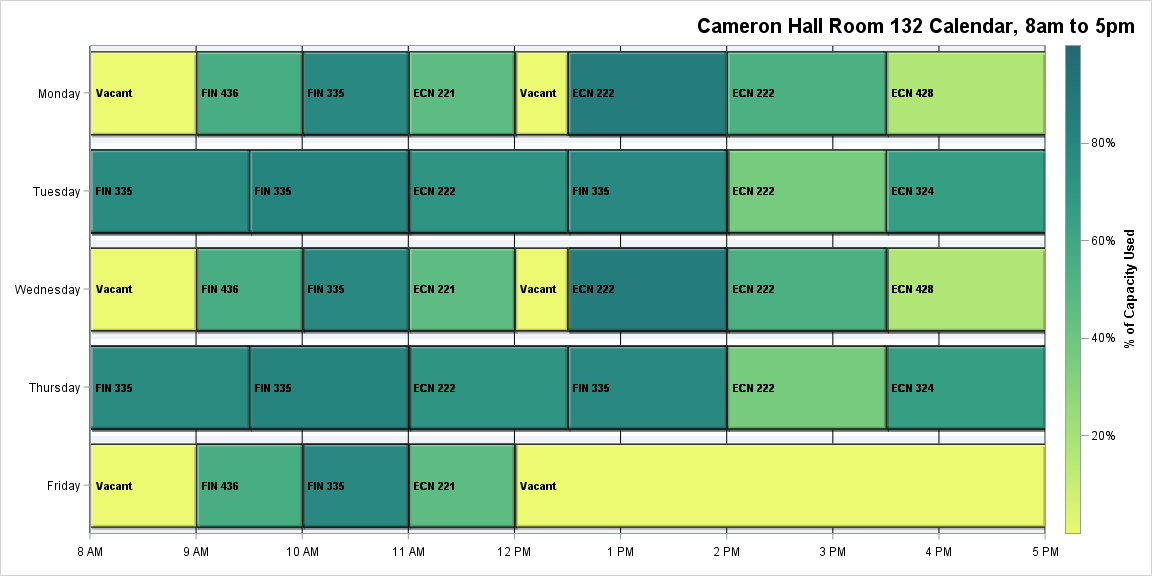 Cameron Hall Room 132 Calendar, 8am to 5pm
Monday
Vacant
FIN 436
FIN 335
ECN 221
Vacant
ECN 222
ECN 222
ECN 428
Tuesday
FIN 335
FIN 335
ECN 222
FIN 335
ECN 222
ECN 324
Wednesday
Vacant
FIN 436
FIN 335
ECN 221
Vacant
ECN 222
ECN 222
ECN 428
Thursday
FIN 335
FIN 335
ECN 222
FIN 335
ECN 222
ECN 324
Friday
Vacant
FIN 436
FIN 335
ECN 221
Vacant
8 AM
9 AM
10 AM
11 AM
12 PM
1 PM
2 PM
3 PM
4 PM
5 PM
80%
60%
40%
20%
% of Capacity Used